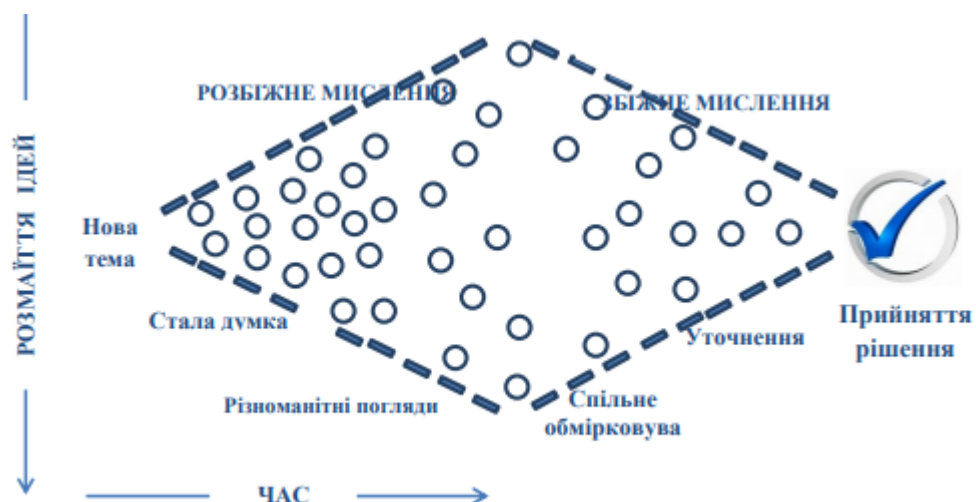 РОЗБІЖНЕ МИСЛЕННЯ
ЗБІЖНЕ МИСЛЕННЯ
РОЗМАЇТТЯ ІДЕЙ
Нова
тема
Стала думка
Різноманітні погляди
Спільне
обмірковува
Уточнення
Прийняття
рішення
ЧАС